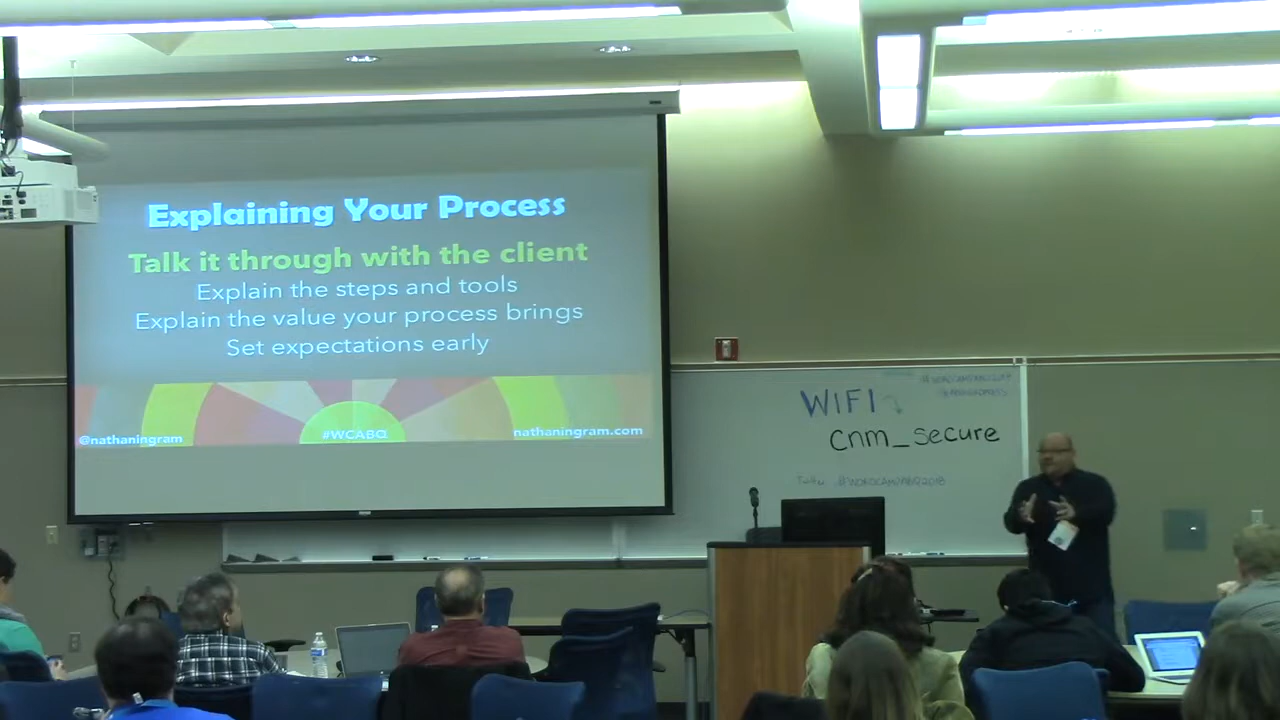 Explaining Your Process
Talk it through with the client
Explain the steps and tools
Explain the value your process brings
Set expectations early
@nathaningram
#WCABQ
nathaningram.com
WIFI
cnm_secure
Twitter